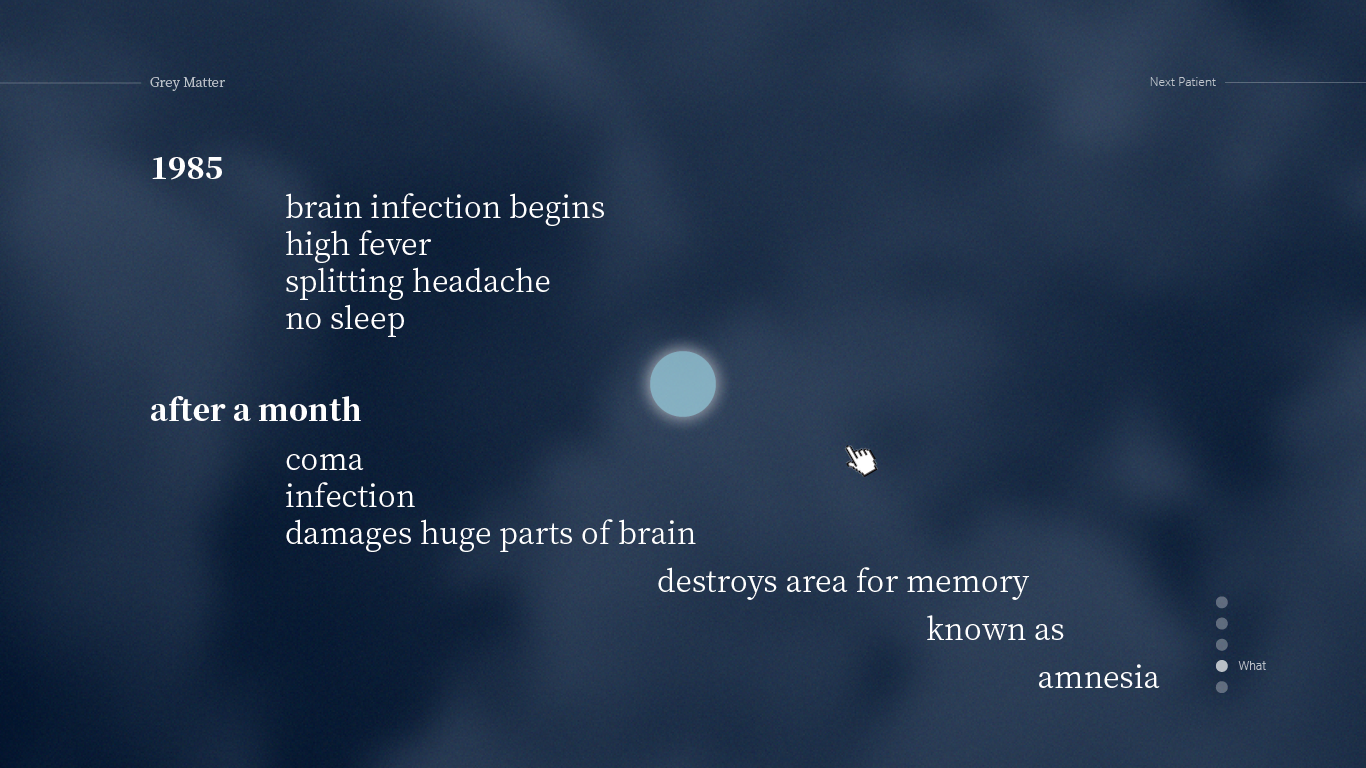 Grey Matter
Next Patient
1985
brain infection begins
high fever
splitting headache
no sleep
after a month
coma
infection
damages huge parts of brain
destroys area for memory
known as
What
amnesia